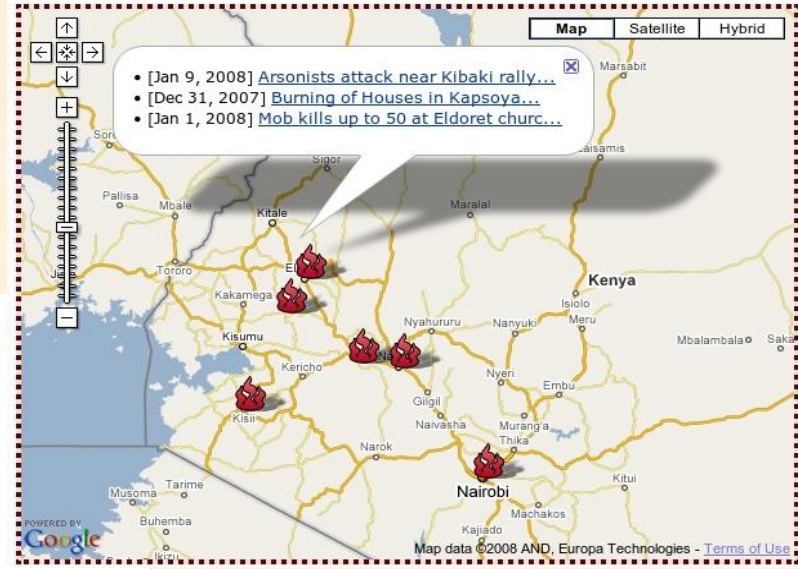 Map Satellite Hybrid
Marsabit
• [Jan 9, 2008] Arsonists attack near Kibaki rally...
• [Dec 31, 2007] Burning of Houses in Kapsoya...
• [Jan 1, 2008] Mob kills up to 50 at Eldoret churc...
Sigor
Pallisa
Mbale
Kitale
Maralal
Tororo
Kenya
Kakamega
Isiolo
Nyahururu
Nanyuki
Meru
Kisumu
Mbalambala
Saka
Kericho
Nyeri
Embu
Gilgil
Kisii
Naivasha
Murang'a
Thika
Narok
Nairobi
Kitui
Tarime
Musoma
Machakos
Buhemba
Kajiado
POWERED BY
Google
Ikizu
Map data ©2008 AND, Europa Technologies - Terms of Use